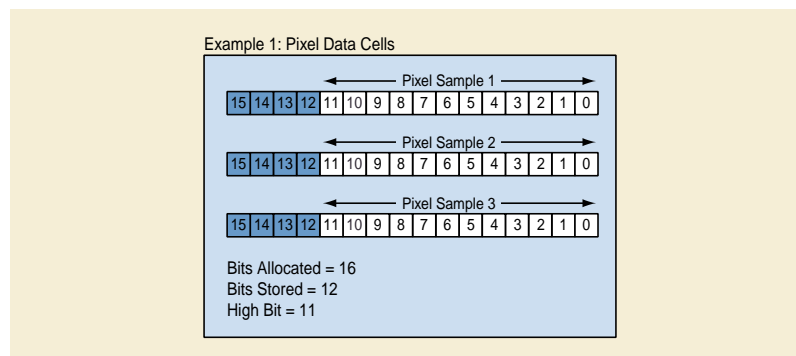 Example 1: Pixel Data Cells
Pixel Sample 1
15 14 13 12 11 10 9 8 7 6 5 4 3 2 1 0
Pixel Sample 2
15 14 13 12 11 10 9 8 7 6 5 4 3 2 1 0
Pixel Sample 3
15 14 13 12 11 10 9 8 7 6 5 4 3 2 1 0
Bits Allocated = 16
Bits Stored = 12
High Bit = 11